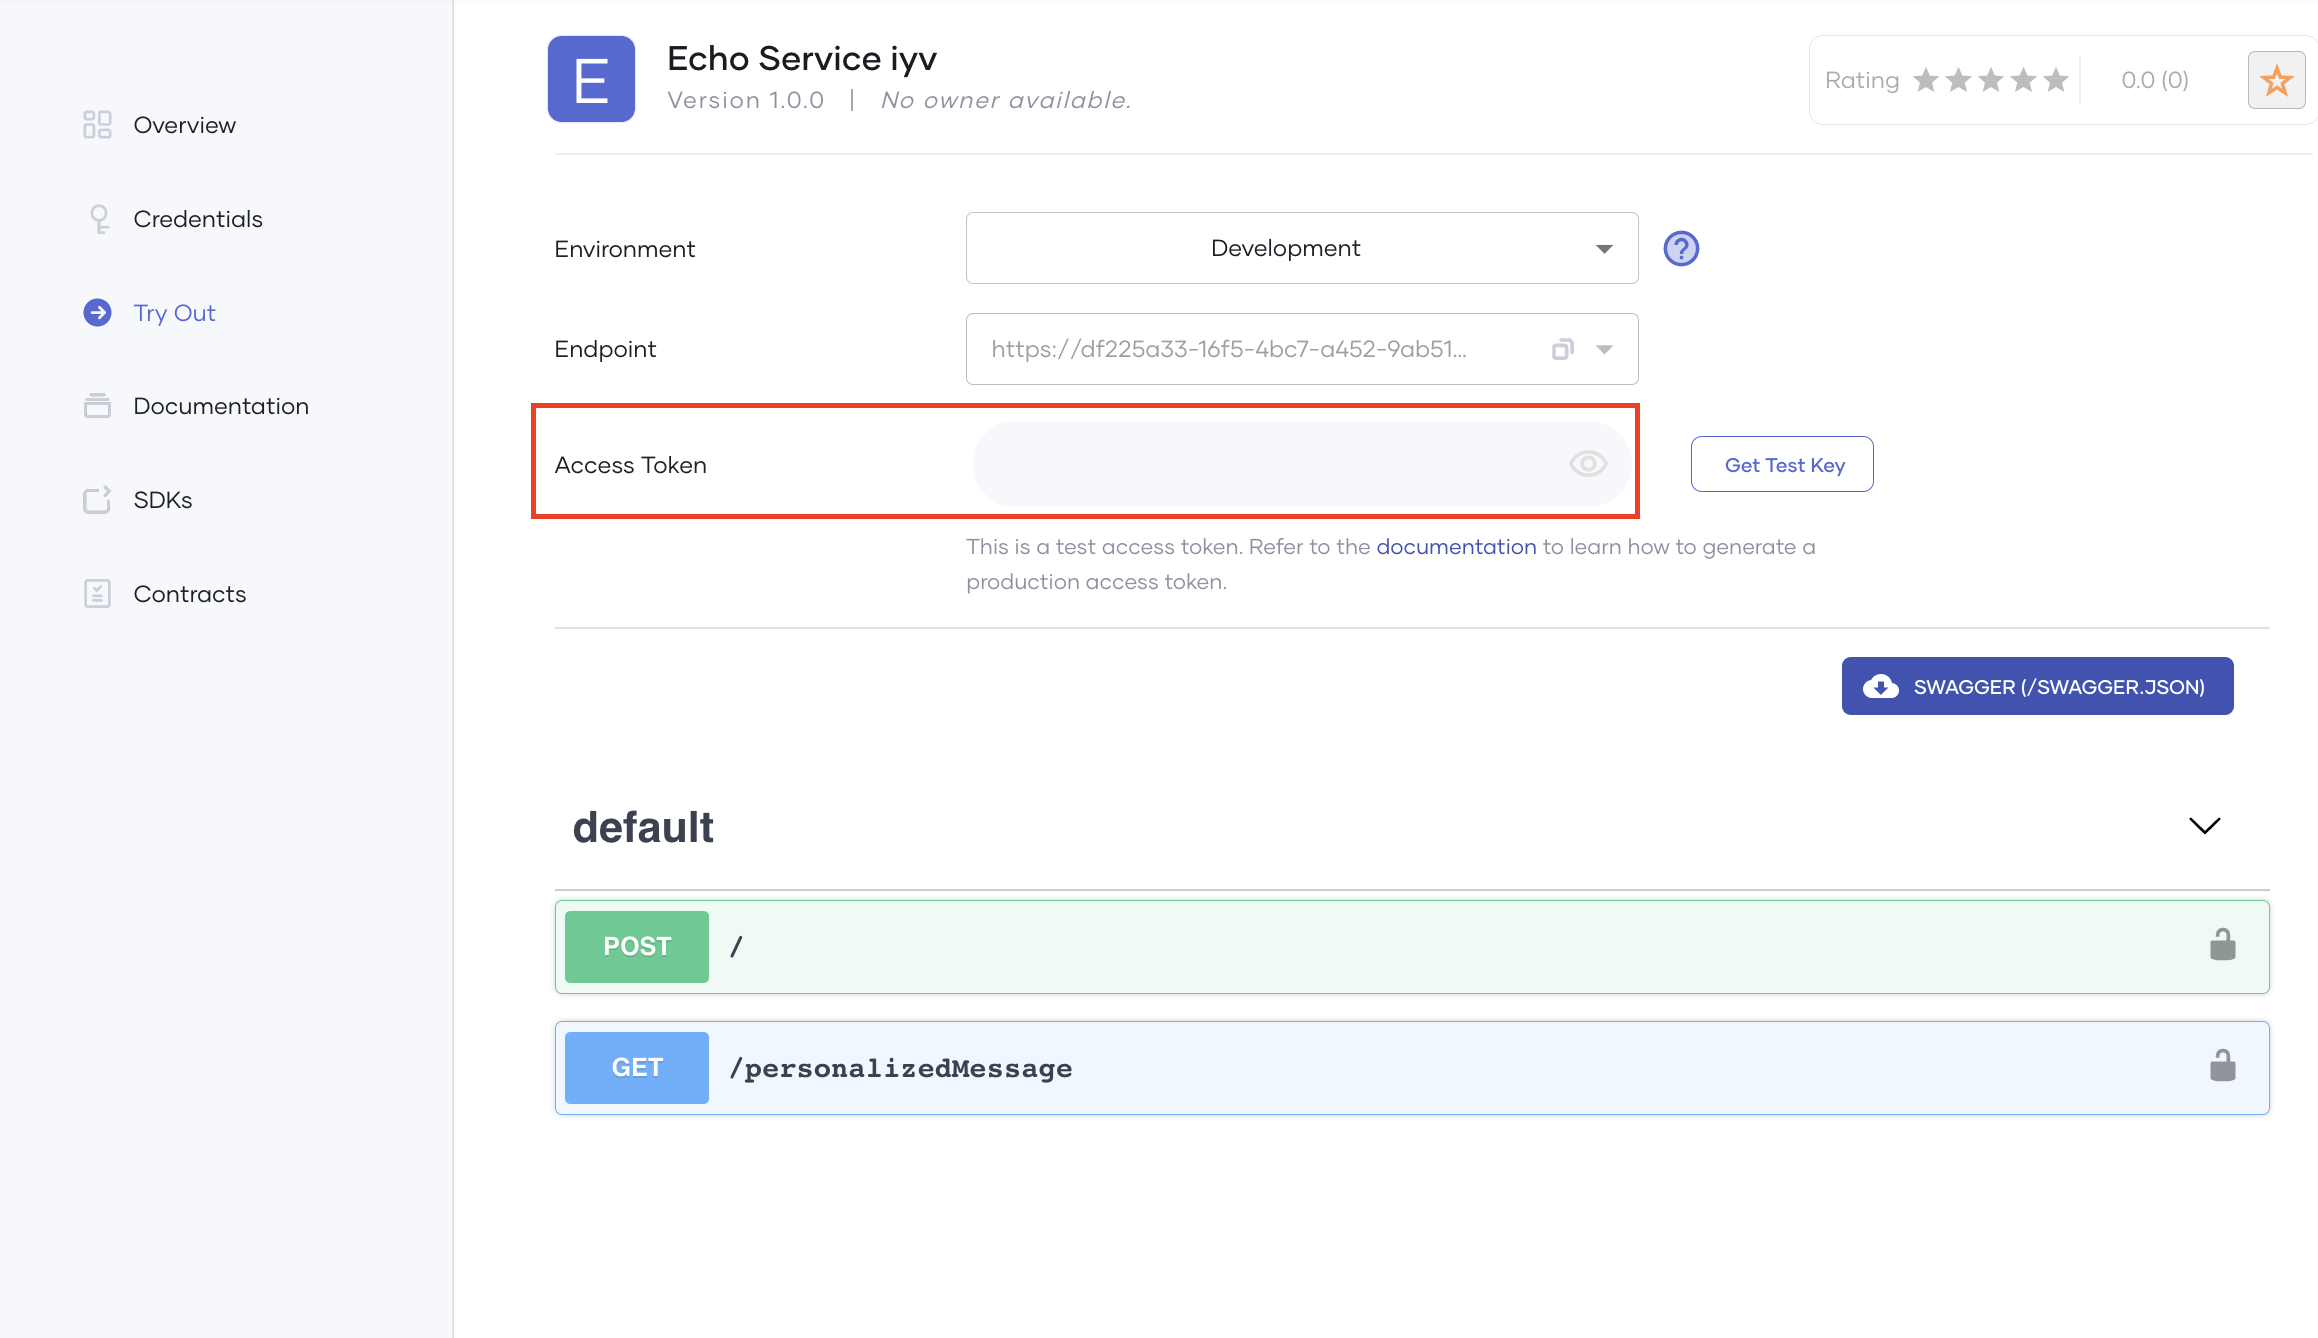 E
Echo Service iyv
Version 1.0.0 | No owner available.
Rating
0.0 (0)
Overview
Credentials
Try Out
Documentation
SDKs
Contracts
Environment
Development
?
Endpoint
https://df225a33-16f5-4bc7-a452-9ab51...
Access Token
Get Test Key
This is a test access token. Refer to the documentation to learn how to generate a
production access token.
SWAGGER (/SWAGGER.JSON)
default
POST /
GET /personalizedMessage